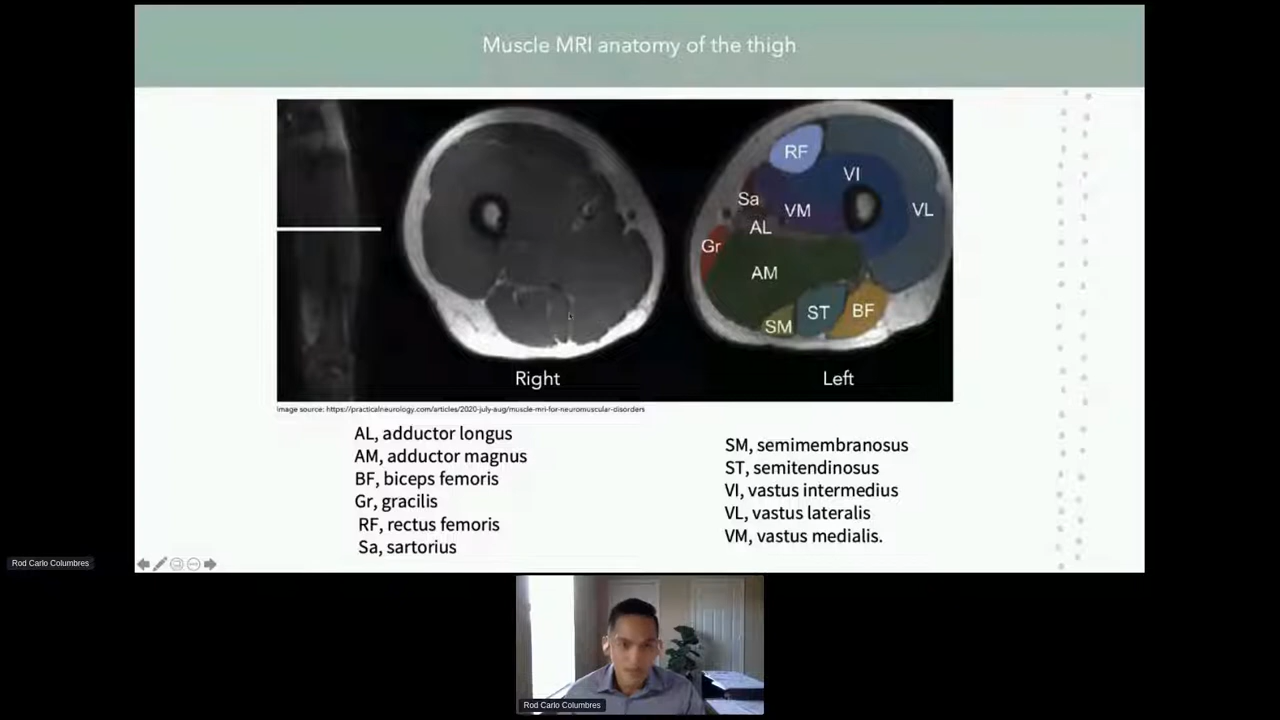 Muscle MRI anatomy of the thigh
RF
VI
Sa
VM
VL
AL
Gr
AM
ST
BF
SM
Right
Left
Image source: https://practicalneurology.com/articles/2020-july-aug/muscle-mri-for-neuromuscular-disorders
AL, adductor longus
AM, adductor magnus
BF, biceps femoris
Gr, gracilis
RF, rectus femoris
Sa, sartorius
SM, semimembranosus
ST, semitendinosus
VI, vastus intermedius
VL, vastus lateralis
VM, vastus medialis.
Rod Carlo Columbres
Rod Carlo Columbres